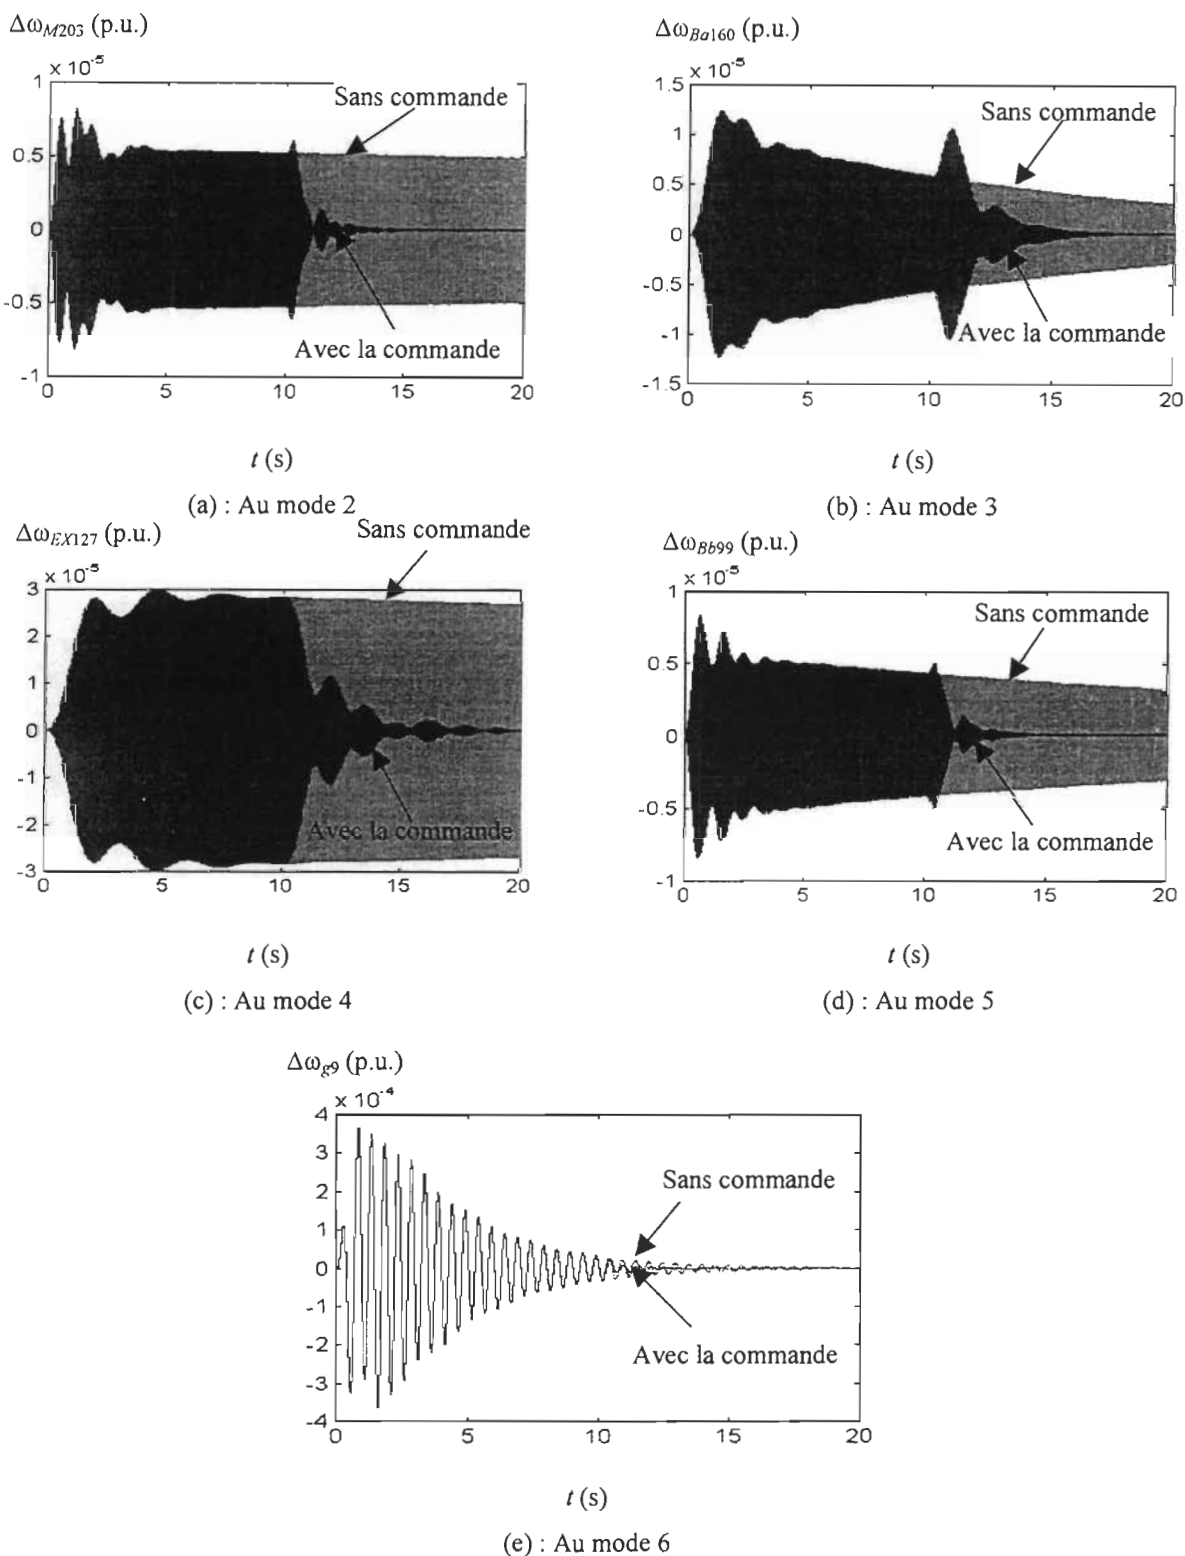 Δω_M203 (p.u.)
× 10^-5
1
0.5
0
-0.5
-1
0 5 10 15 20
Sans commande
Avec la commande
t (s)
(a) : Au mode 2
Δω_Ba160 (p.u.)
× 10^-5
1.5
1
0.5
0
-0.5
-1
-1.5
0 5 10 15 20
Sans commande
Avec la commande
t (s)
(b) : Au mode 3
Δω_EX127 (p.u.)
× 10^-5
3
2
1
0
-1
-2
-3
0 5 10 15 20
Sans commande
Avec la commande
t (s)
(c) : Au mode 4
Δω_Bb99 (p.u.)
× 10^-5
1
0.5
0
-0.5
-1
0 5 10 15 20
Sans commande
Avec la commande
t (s)
(d) : Au mode 5
Δω_g9 (p.u.)
× 10^-4
4
3
2
1
0
-1
-2
-3
-4
0 5 10 15 20
Sans commande
Avec la commande
t (s)
(e) : Au mode 6